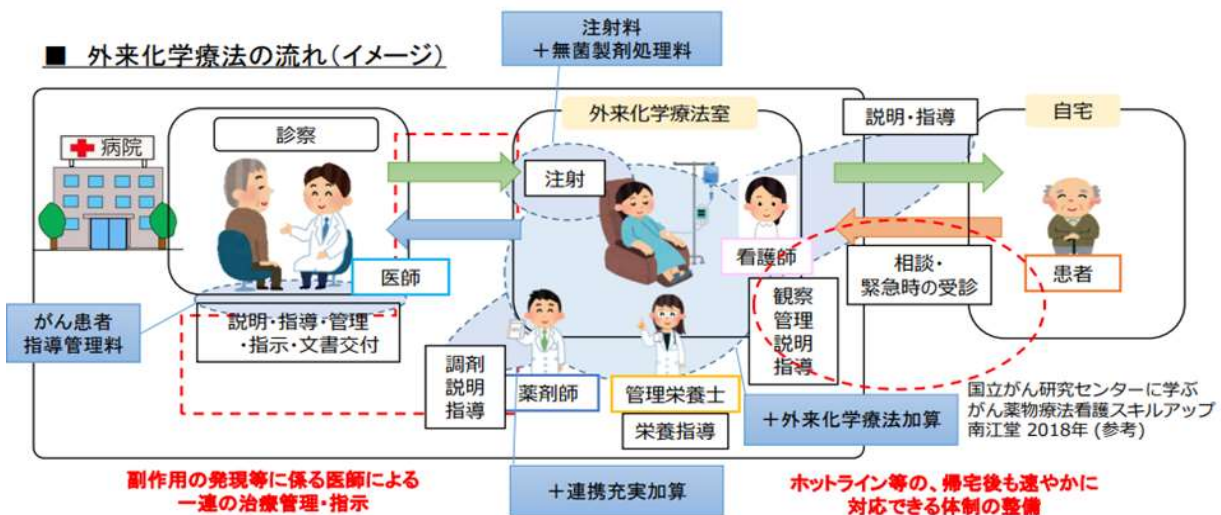 ■ 外来化学療法の流れ(イメージ)
注射料
＋無菌製剤処理料
病院
診察
医師
説明・指導・管理
・指示・文書交付
がん患者
指導管理料
外来化学療法室
注射
看護師
観察
管理
説明
指導
調剤
説明
指導
薬剤師
管理栄養士
栄養指導
説明・指導
自宅
患者
相談・
緊急時の受診
＋外来化学療法加算
＋連携充実加算
国立がん研究センターに学ぶ
がん薬物療法看護スキルアップ
南江堂 2018年 (参考)
副作用の発現等に係る医師による
一連の治療管理・指示
ホットライン等の、帰宅後も速やかに
対応できる体制の整備